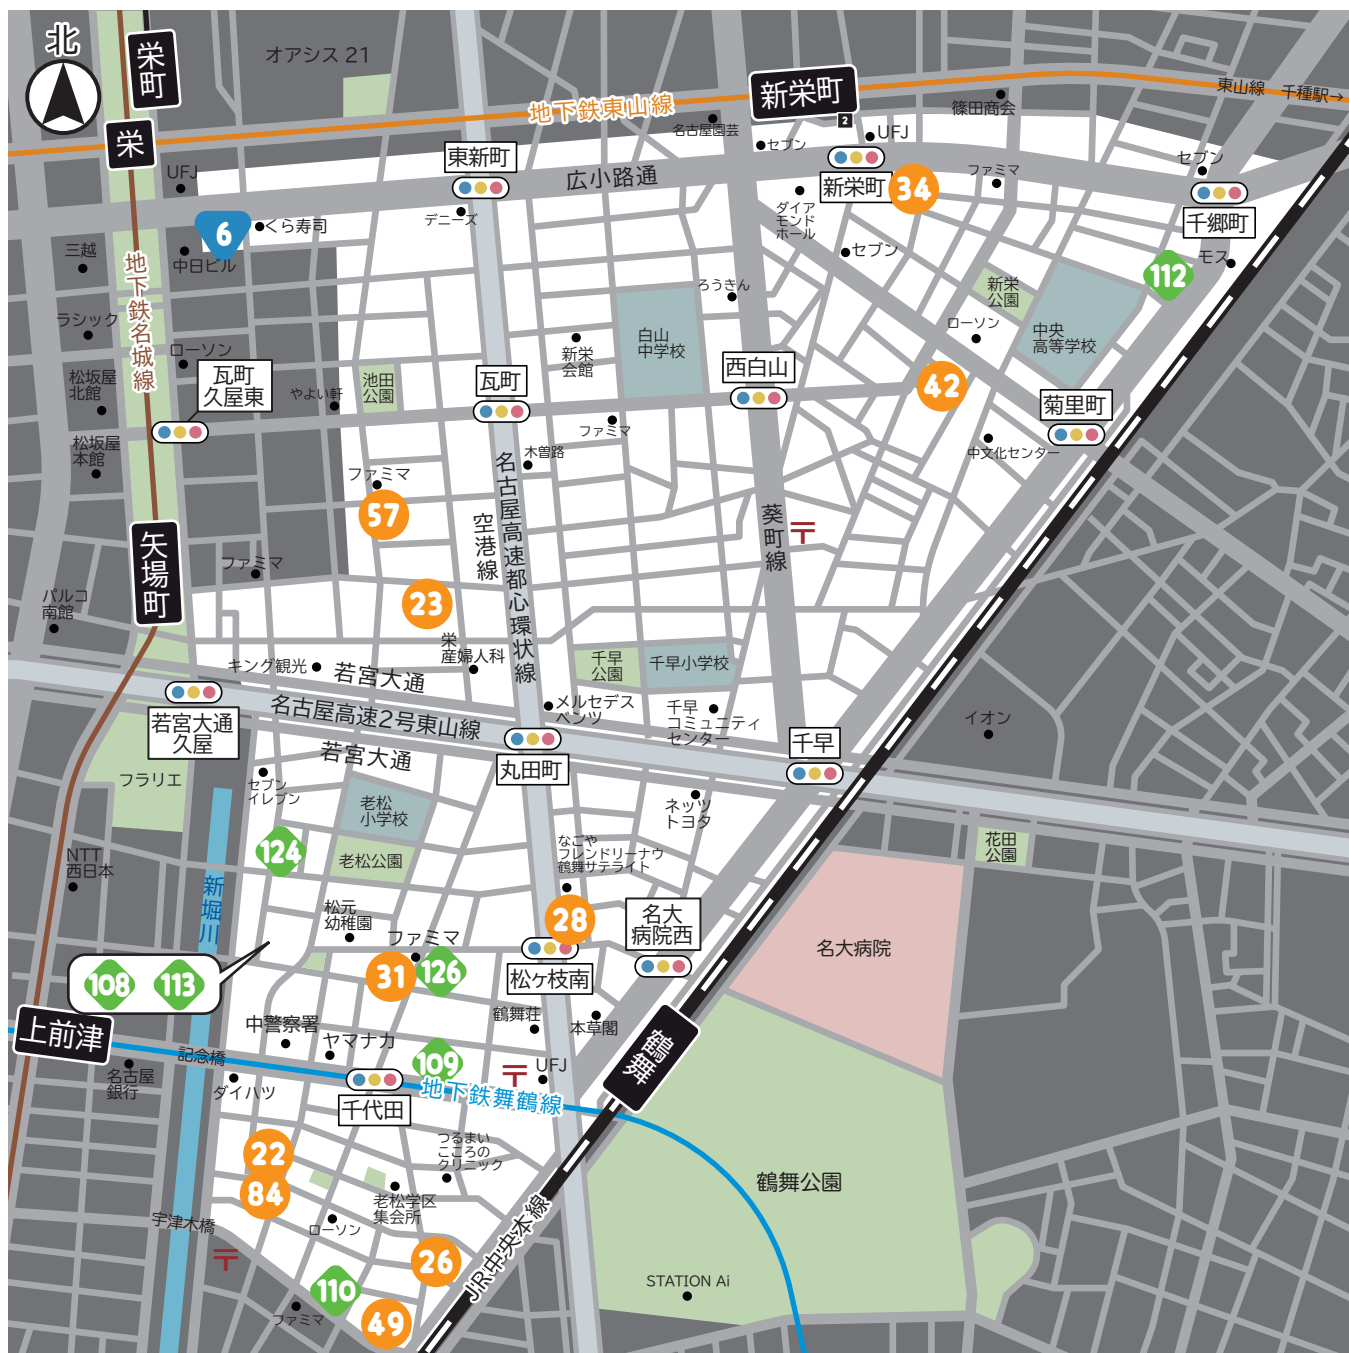 北
栄町
オアシス 21
栄
地下鉄東山線
新栄町
2
東山線 千種駅→
篠田商会
名古屋園芸
セブン
UFJ
セブン
東新町
広小路通
UFJ
新栄町
34
ファミマ
千郷町
ダイア
モンド
ホール
デニーズ
6
くら寿司
中日ビル
三越
セブン
モス
112
地下鉄名城線
ろうきん
新栄
公園
ラシック
ローソン
新栄
会館
白山
中学校
ローソン
中央
高等学校
松坂屋
北館
瓦町
久屋東
やよい軒
池田
公園
瓦町
西白山
42
菊里町
ファミマ
松坂屋
本館
木曽路
中文化センター
ファミマ
57
名古屋高速都心環状線
空港線
葵町線
〒
矢場町
ファミマ
23
パルコ
南館
栄
産婦人科
千早
公園
千早小学校
キング観光
若宮大通
名古屋高速2号東山線
若宮大通
メルセデス
ベンツ
千早
コミュニティ
センター
イオン
若宮大通
久屋
丸田町
千早
フラリエ
セブン
イレブン
老松
小学校
ネッツ
トヨタ
124
老松公園
なごや
フレンドリーナウ
鶴舞サテライト
花田
公園
NTT
西日本
新堀川
松元
幼稚園
28
名大
病院西
名大病院
ファミマ
31
126
松ヶ枝南
108
113
鶴舞荘
本草閣
上前津
中警察署
ヤマナカ
鶴舞
記念橋
109
〒
UFJ
名古屋
銀行
ダイハツ
千代田
地下鉄舞鶴線
22
つるまい
こころの
クリニック
84
老松学区
集会所
鶴舞公園
宇津木橋
ローソン
〒
26
JR中央本線
STATION Ai
110
ファミマ
49